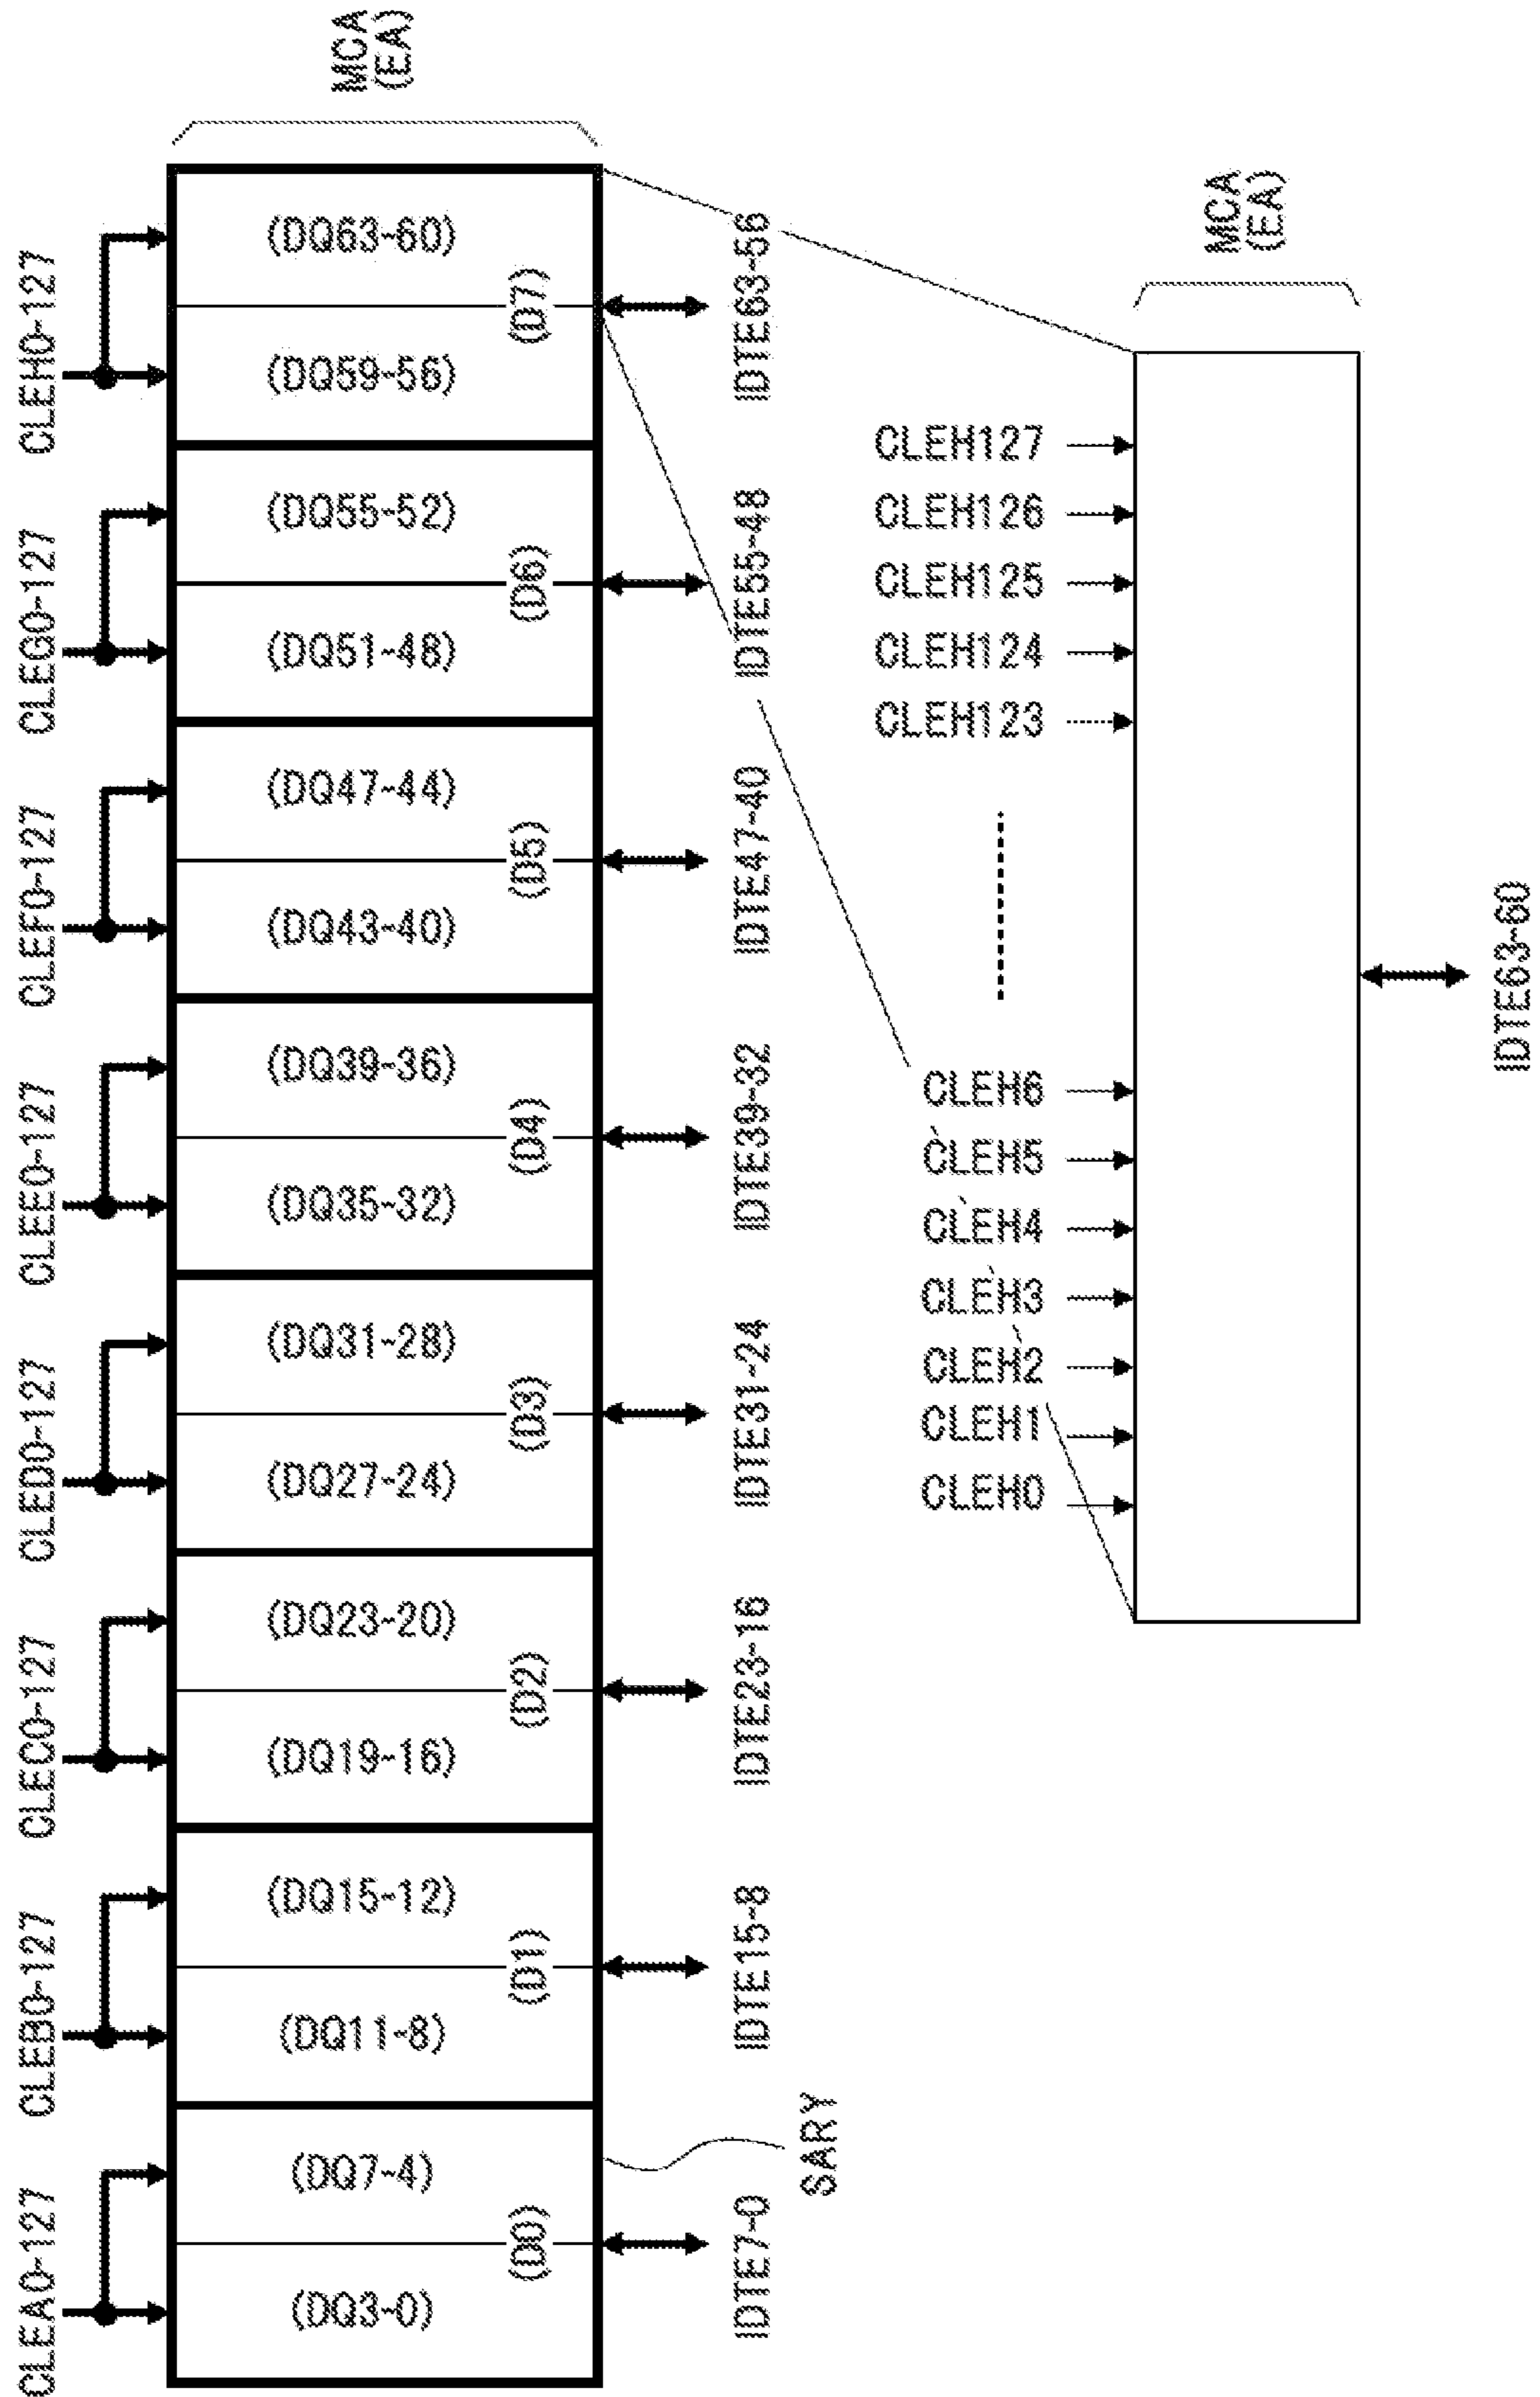 CLEA0-127
CLEB0-127
CLEC0-127
CLED0-127
CLEE0-127
CLEF0-127
CLEG0-127
CLEH0-127
(DQ3-0)
(DQ7-4)
(DQ11-8)
(DQ15-12)
(DQ19-16)
(DQ23-20)
(DQ27-24)
(DQ31-28)
(DQ35-32)
(DQ39-36)
(DQ43-40)
(DQ47-44)
(DQ51-48)
(DQ55-52)
(DQ59-56)
(DQ63-60)
MCA
(EA)
(D0)
(D1)
(D2)
(D3)
(D4)
(D5)
(D6)
(D7)
IDTE7-0
IDTE15-8
IDTE23-16
IDTE31-24
IDTE39-32
IDTE47-40
IDTE55-48
IDTE63-56
SARY
CLEH0
CLEH1
CLEH2
CLEH3
CLEH4
CLEH5
CLEH6
CLEH123
CLEH124
CLEH125
CLEH126
CLEH127
MCA
(EA)
IDTE63-60